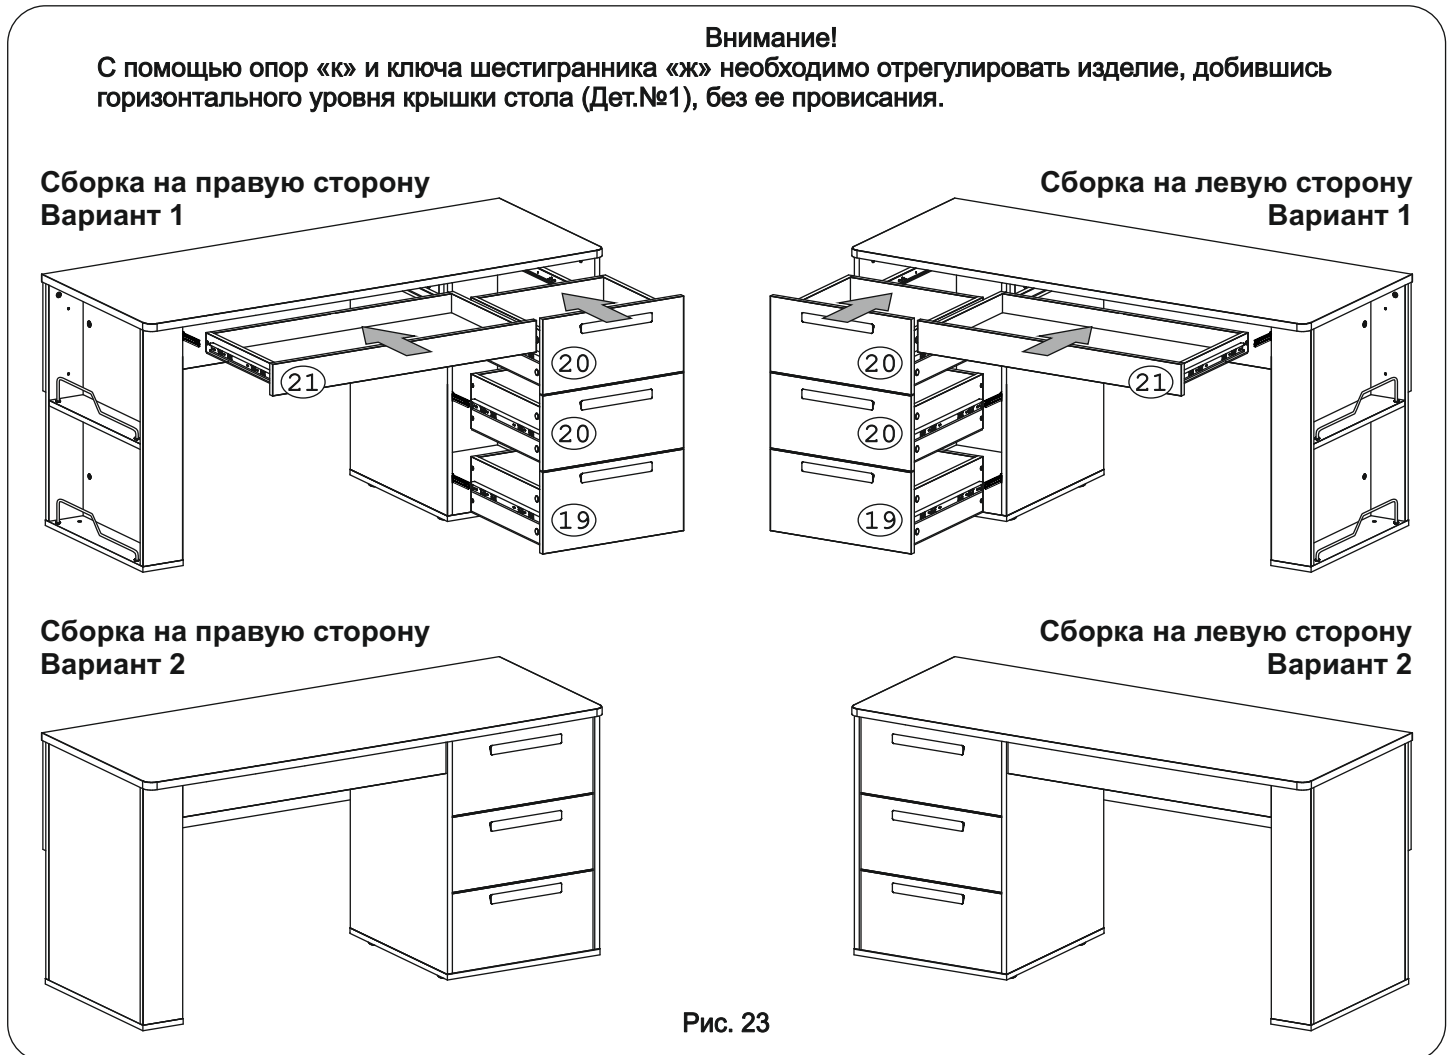 Внимание!
С помощью опор «к» и ключа шестигранника «ж» необходимо отрегулировать изделие, добившись
горизонтального уровня крышки стола (Дет.№1), без ее провисания.
Сборка на правую сторону
Вариант 1
21
20
20
19
Сборка на левую сторону
Вариант 1
20
21
20
19
Сборка на правую сторону
Вариант 2
Сборка на левую сторону
Вариант 2
Рис. 23